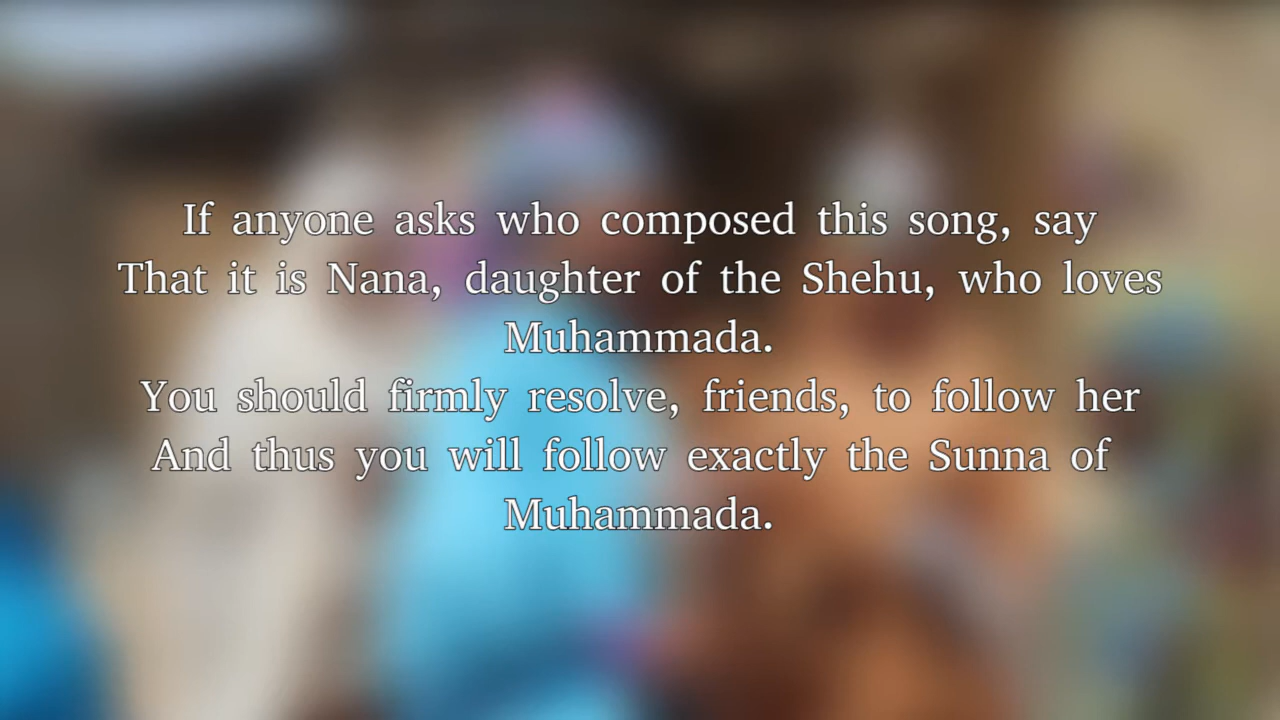 If anyone asks who composed this song, say
That it is Nana, daughter of the Shehu, who loves
Muhammada.
You should firmly resolve, friends, to follow her
And thus you will follow exactly the Sunna of
Muhammada.